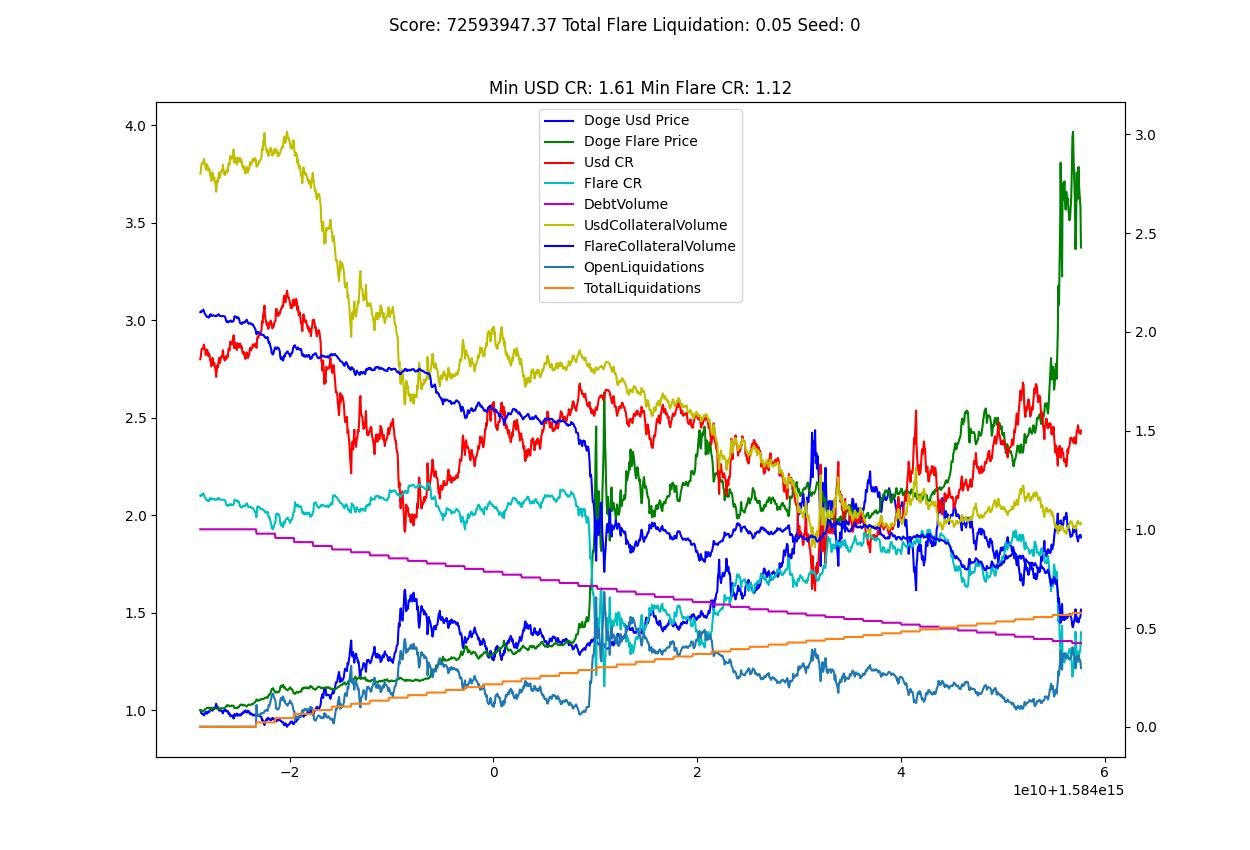 Score: 72593947.37 Total Flare Liquidation: 0.05 Seed: 0
Min USD CR: 1.61 Min Flare CR: 1.12
Doge Usd Price
Doge Flare Price
Usd CR
Flare CR
DebtVolume
UsdCollateralVolume
FlareCollateralVolume
OpenLiquidations
TotalLiquidations
4.0
3.5
3.0
2.5
2.0
1.5
1.0
3.0
2.5
2.0
1.5
1.0
0.5
0.0
−2
0
2
4
6
1e10+1.584e15